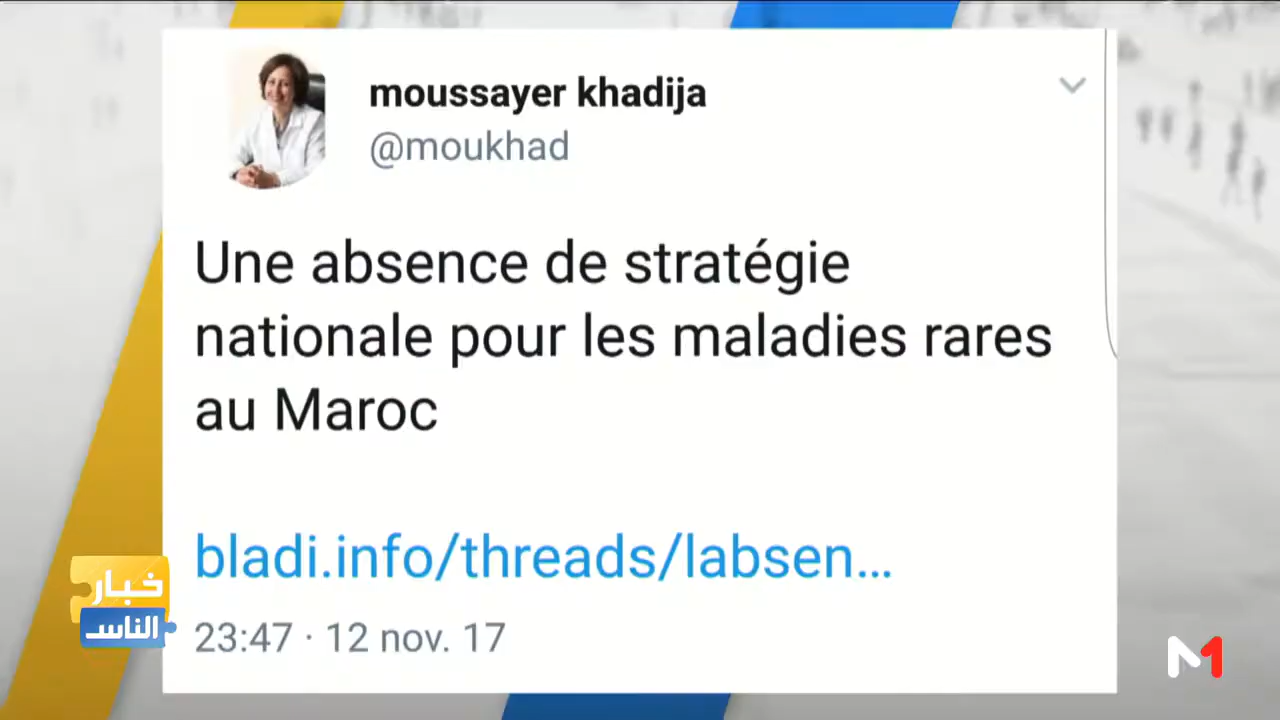 moussayer khadija
@moukhad
Une absence de stratégie
nationale pour les maladies rares
au Maroc
bladi.info/threads/labsen...
23:47 · 12 nov. 17
خبار
الناس
M1